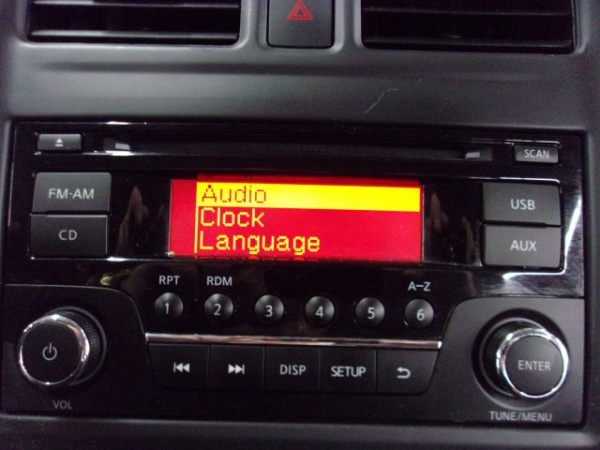 SCAN
FM·AM
Audio
USB
Clock
CD
Language
AUX
RPT RDM A–Z
1 2 3 4 5 6
DISP SETUP
ENTER
VOL
TUNE/MENU